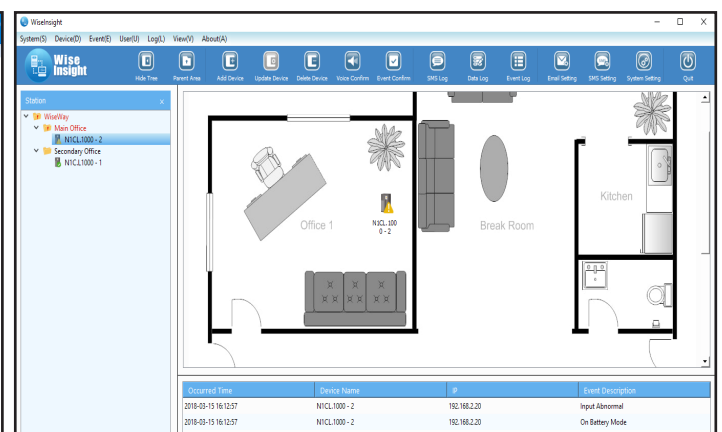 WiseInsight
System(S) Device(D) Event(E) User(U) Log(L) View(V) About(A)
Wise
Insight
Hide Tree Parent Area Add Device Update Device Delete Device Voice Confirm Event Confirm SMS Log Data Log Event Log Email Setting SMS Setting System Setting Quit
Station x
WiseWay
Main Office
N1CL.1000 - 2
Secondary Office
N1C.L1000 - 1
Office 1
N1CL.100
0 - 2
Break Room
Kitchen
Occurred Time Device Name IP Event Description
2018-03-15 16:12:57 N1CL.1000 - 2 192.168.2.20 Input Abnormal
2018-03-15 16:12:57 N1CL.1000 - 2 192.168.2.20 On Battery Mode